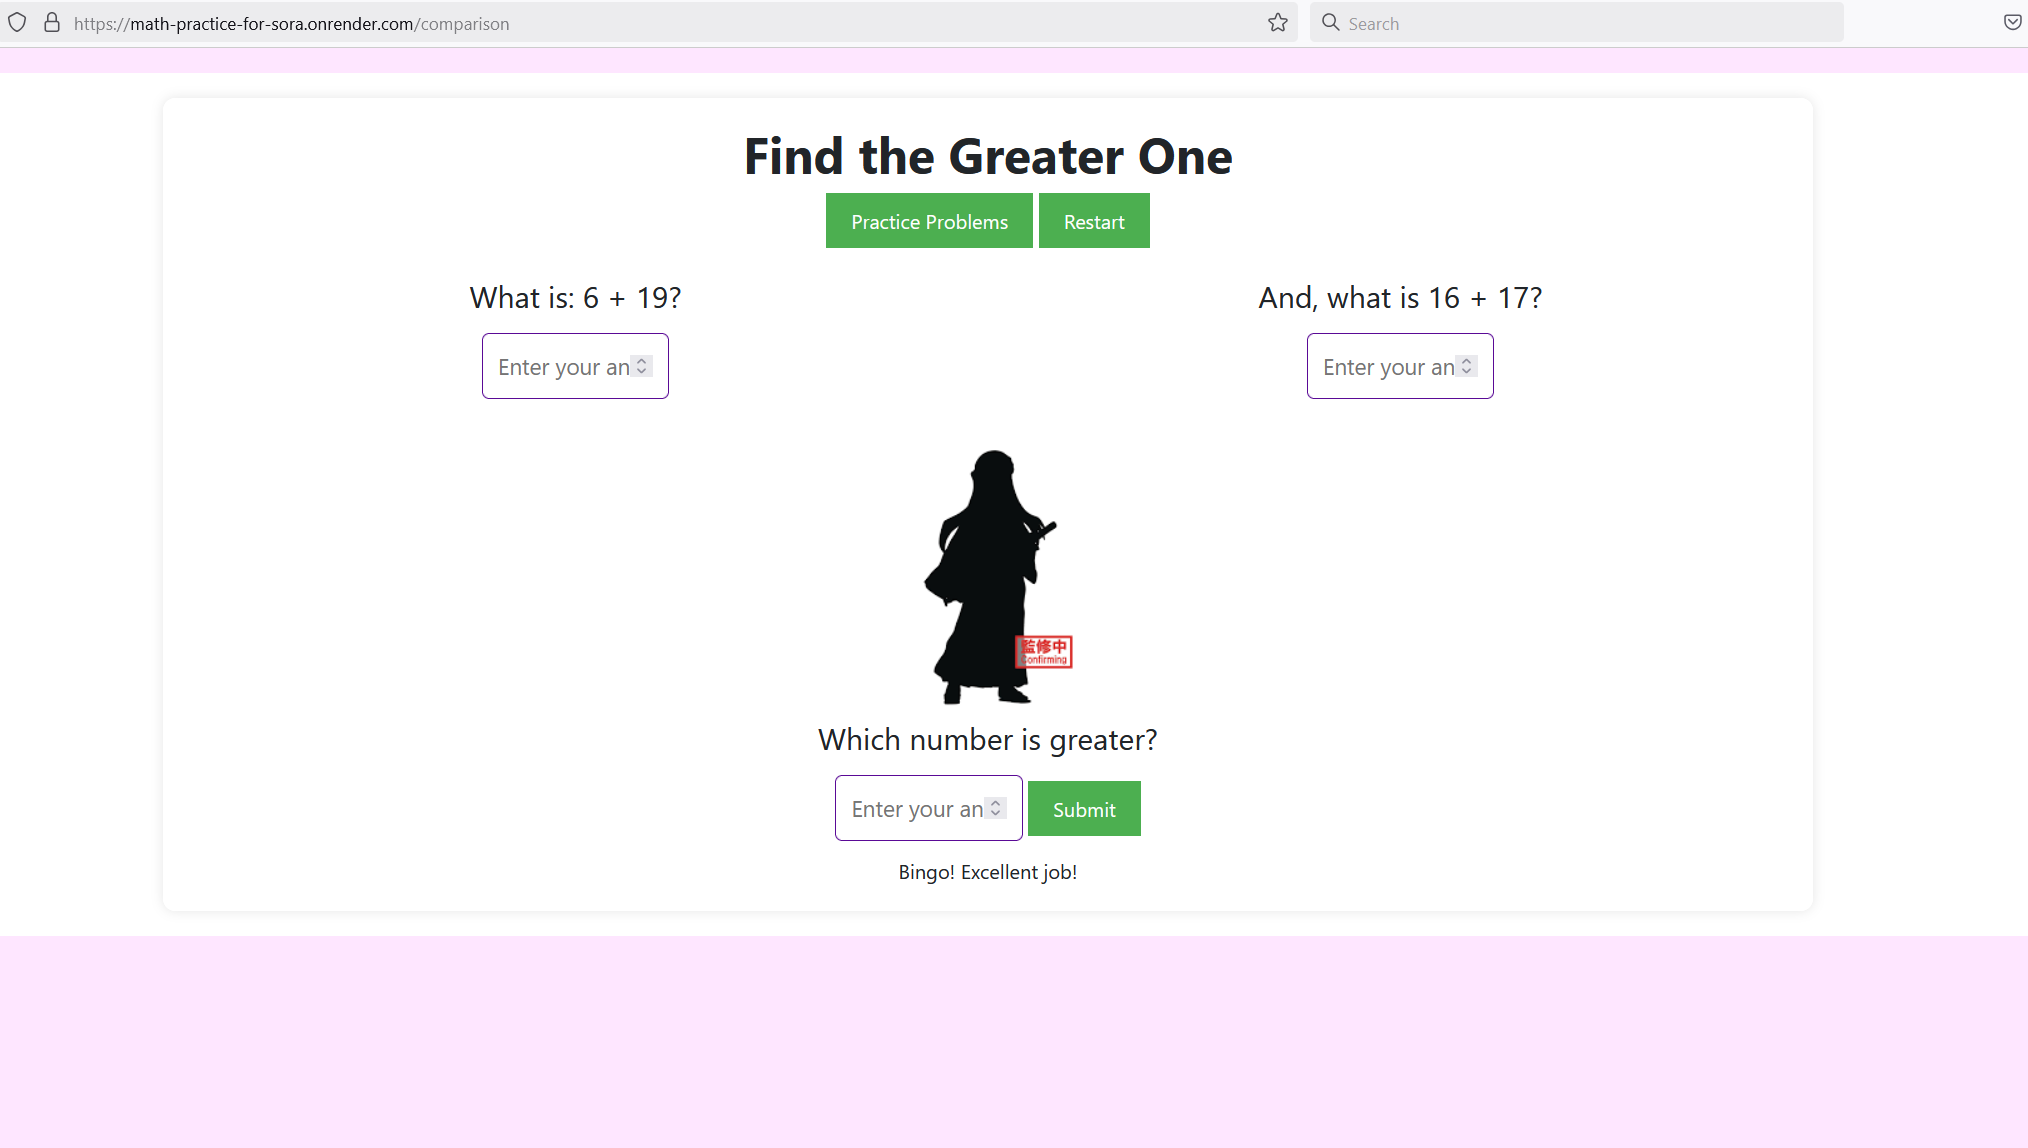 https://math-practice-for-sora.onrender.com/comparison
Search
Find the Greater One
Practice Problems
Restart
What is: 6 + 19?
And, what is 16 + 17?
Enter your an
Enter your an
監修中
Confirming
Which number is greater?
Enter your an
Submit
Bingo! Excellent job!